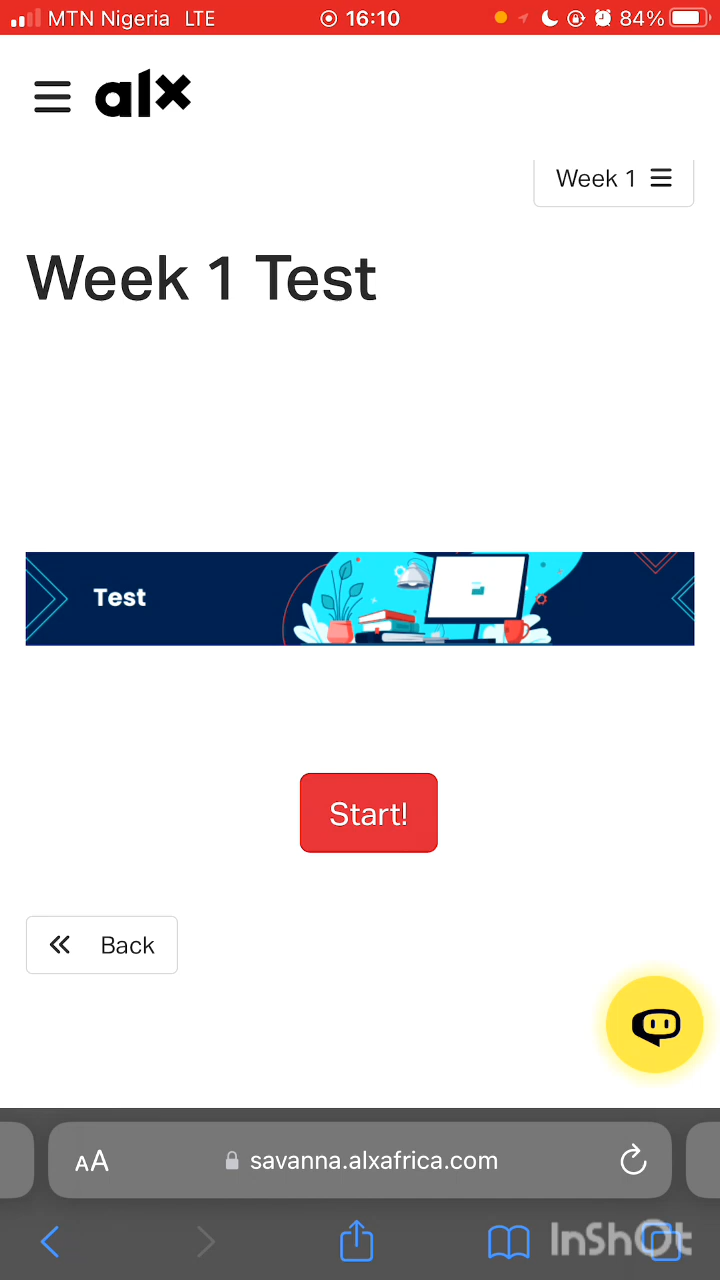 MTN Nigeria LTE 16:10 84%
alx
Week 1
Week 1 Test
Test
Start!
Back
AA savanna.alxafrica.com
InShOt